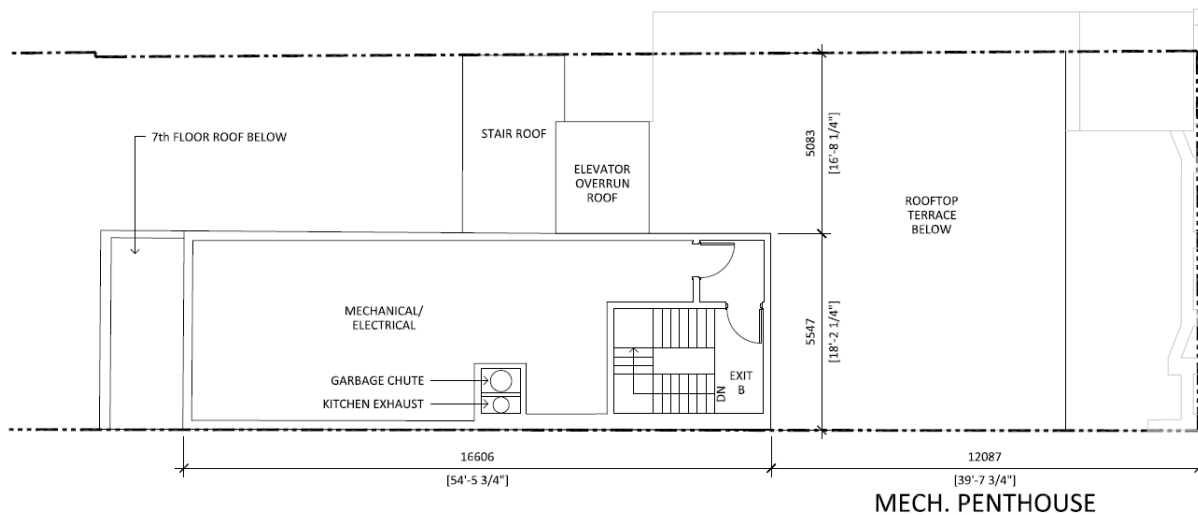 7th FLOOR ROOF BELOW
STAIR ROOF
ELEVATOR
OVERRUN
ROOF
5083
[16'-8 1/4"]
ROOFTOP
TERRACE
BELOW
MECHANICAL/
ELECTRICAL
5547
[18'-2 1/4"]
GARBAGE CHUTE
KITCHEN EXHAUST
DN
EXIT
B
16606
[54'-5 3/4"]
12087
[39'-7 3/4"]
MECH. PENTHOUSE